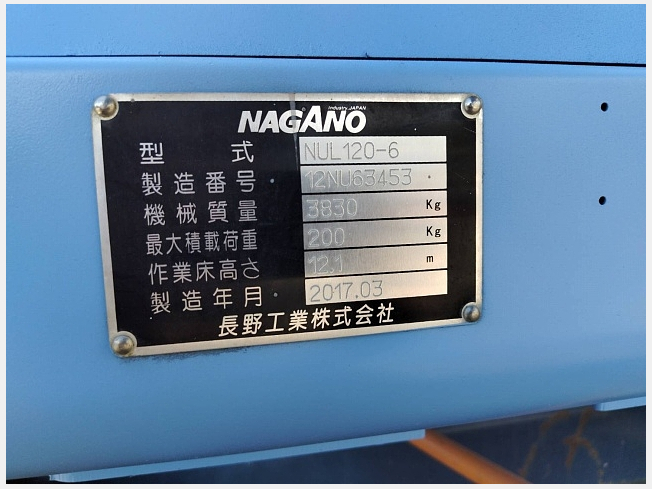 Industry.JAPAN
NAGANO
型式 NUL120-6
製造番号 12NU63453
機械質量 3830 Kg
最大積載荷重 200 Kg
作業床高さ 12.1 m
製造年月 2017.03
長野工業株式会社